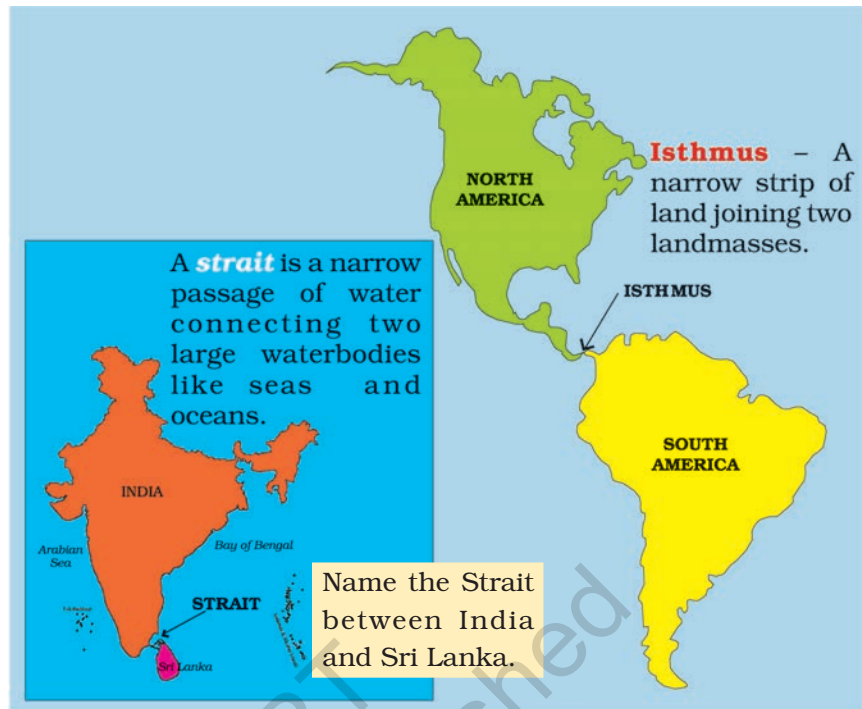 NORTH
AMERICA
Isthmus – A
narrow strip of
land joining two
landmasses.
ISTHMUS
SOUTH
AMERICA
A strait is a narrow
passage of water
connecting two
large waterbodies
like seas and
oceans.
INDIA
Arabian
Sea
Bay of Bengal
STRAIT
Sri Lanka
Name the Strait
between India
and Sri Lanka.